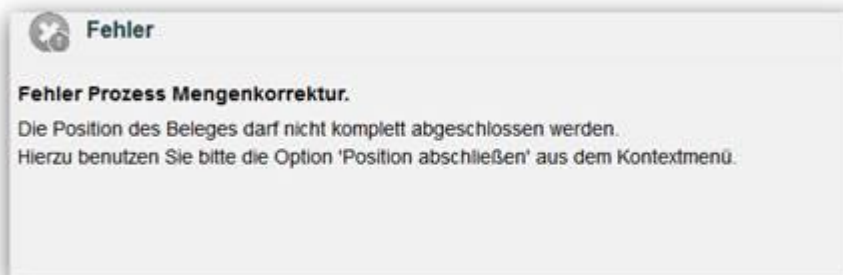 Fehler
Fehler Prozess Mengenkorrektur.
Die Position des Beleges darf nicht komplett abgeschlossen werden.
Hierzu benutzen Sie bitte die Option 'Position abschließen' aus dem Kontextmenü.